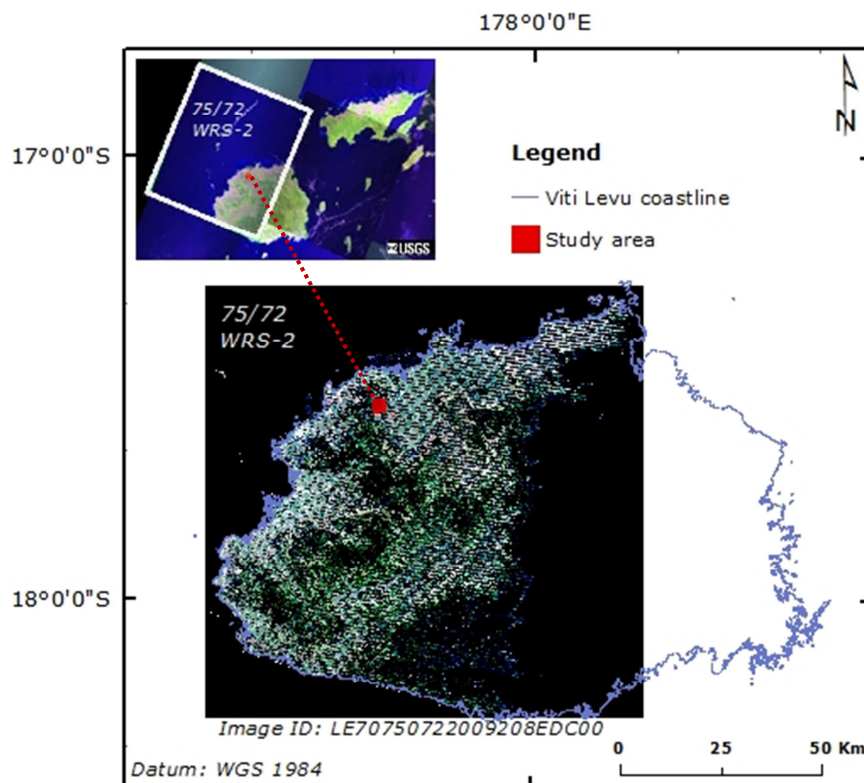 178°0'0"E
75/72
WRS-2
USGS
N
17°0'0"S
Legend
Viti Levu coastline
Study area
75/72
WRS-2
18°0'0"S
Image ID: LE70750722009208EDC00
0 25 50 Km
Datum: WGS 1984